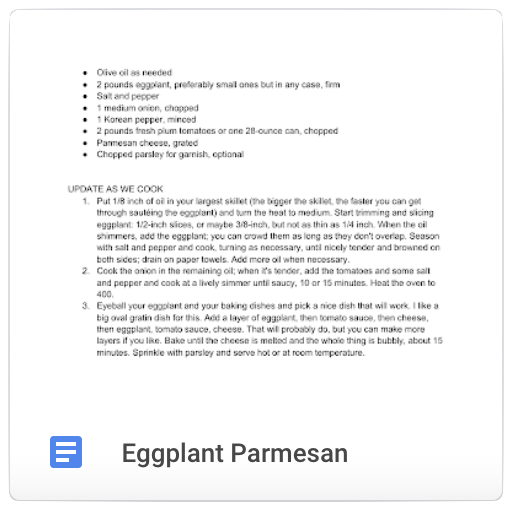 ● Olive oil as needed
● 2 pounds eggplant, preferably small ones but in any case, firm
● Salt and pepper
● 1 medium onion, chopped
● 1 Korean pepper, minced
● 2 pounds fresh plum tomatoes or one 28-ounce can, chopped
● Parmesan cheese, grated
● Chopped parsley for garnish, optional
UPDATE AS WE COOK
1. Put 1/8 inch of oil in your largest skillet (the bigger the skillet, the faster you can get
through sautéing the eggplant) and turn the heat to medium. Start trimming and slicing
eggplant: 1/2-inch slices, or maybe 3/8-inch, but not as thin as 1/4 inch. When the oil
shimmers, add the eggplant; you can crowd them as long as they don't overlap. Season
with salt and pepper and cook, turning as necessary, until nicely tender and browned on
both sides; drain on paper towels. Add more oil when necessary.
2. Cook the onion in the remaining oil; when it's tender, add the tomatoes and some salt
and pepper and cook at a lively simmer until saucy, 10 or 15 minutes. Heat the oven to
400.
3. Eyeball your eggplant and your baking dishes and pick a nice dish that will work. I like a
big oval gratin dish for this. Add a layer of eggplant, then tomato sauce, then cheese,
then eggplant, tomato sauce, cheese. That will probably do, but you can make more
layers if you like. Bake until the cheese is melted and the whole thing is bubbly, about 15
minutes. Sprinkle with parsley and serve hot or at room temperature.
Eggplant Parmesan